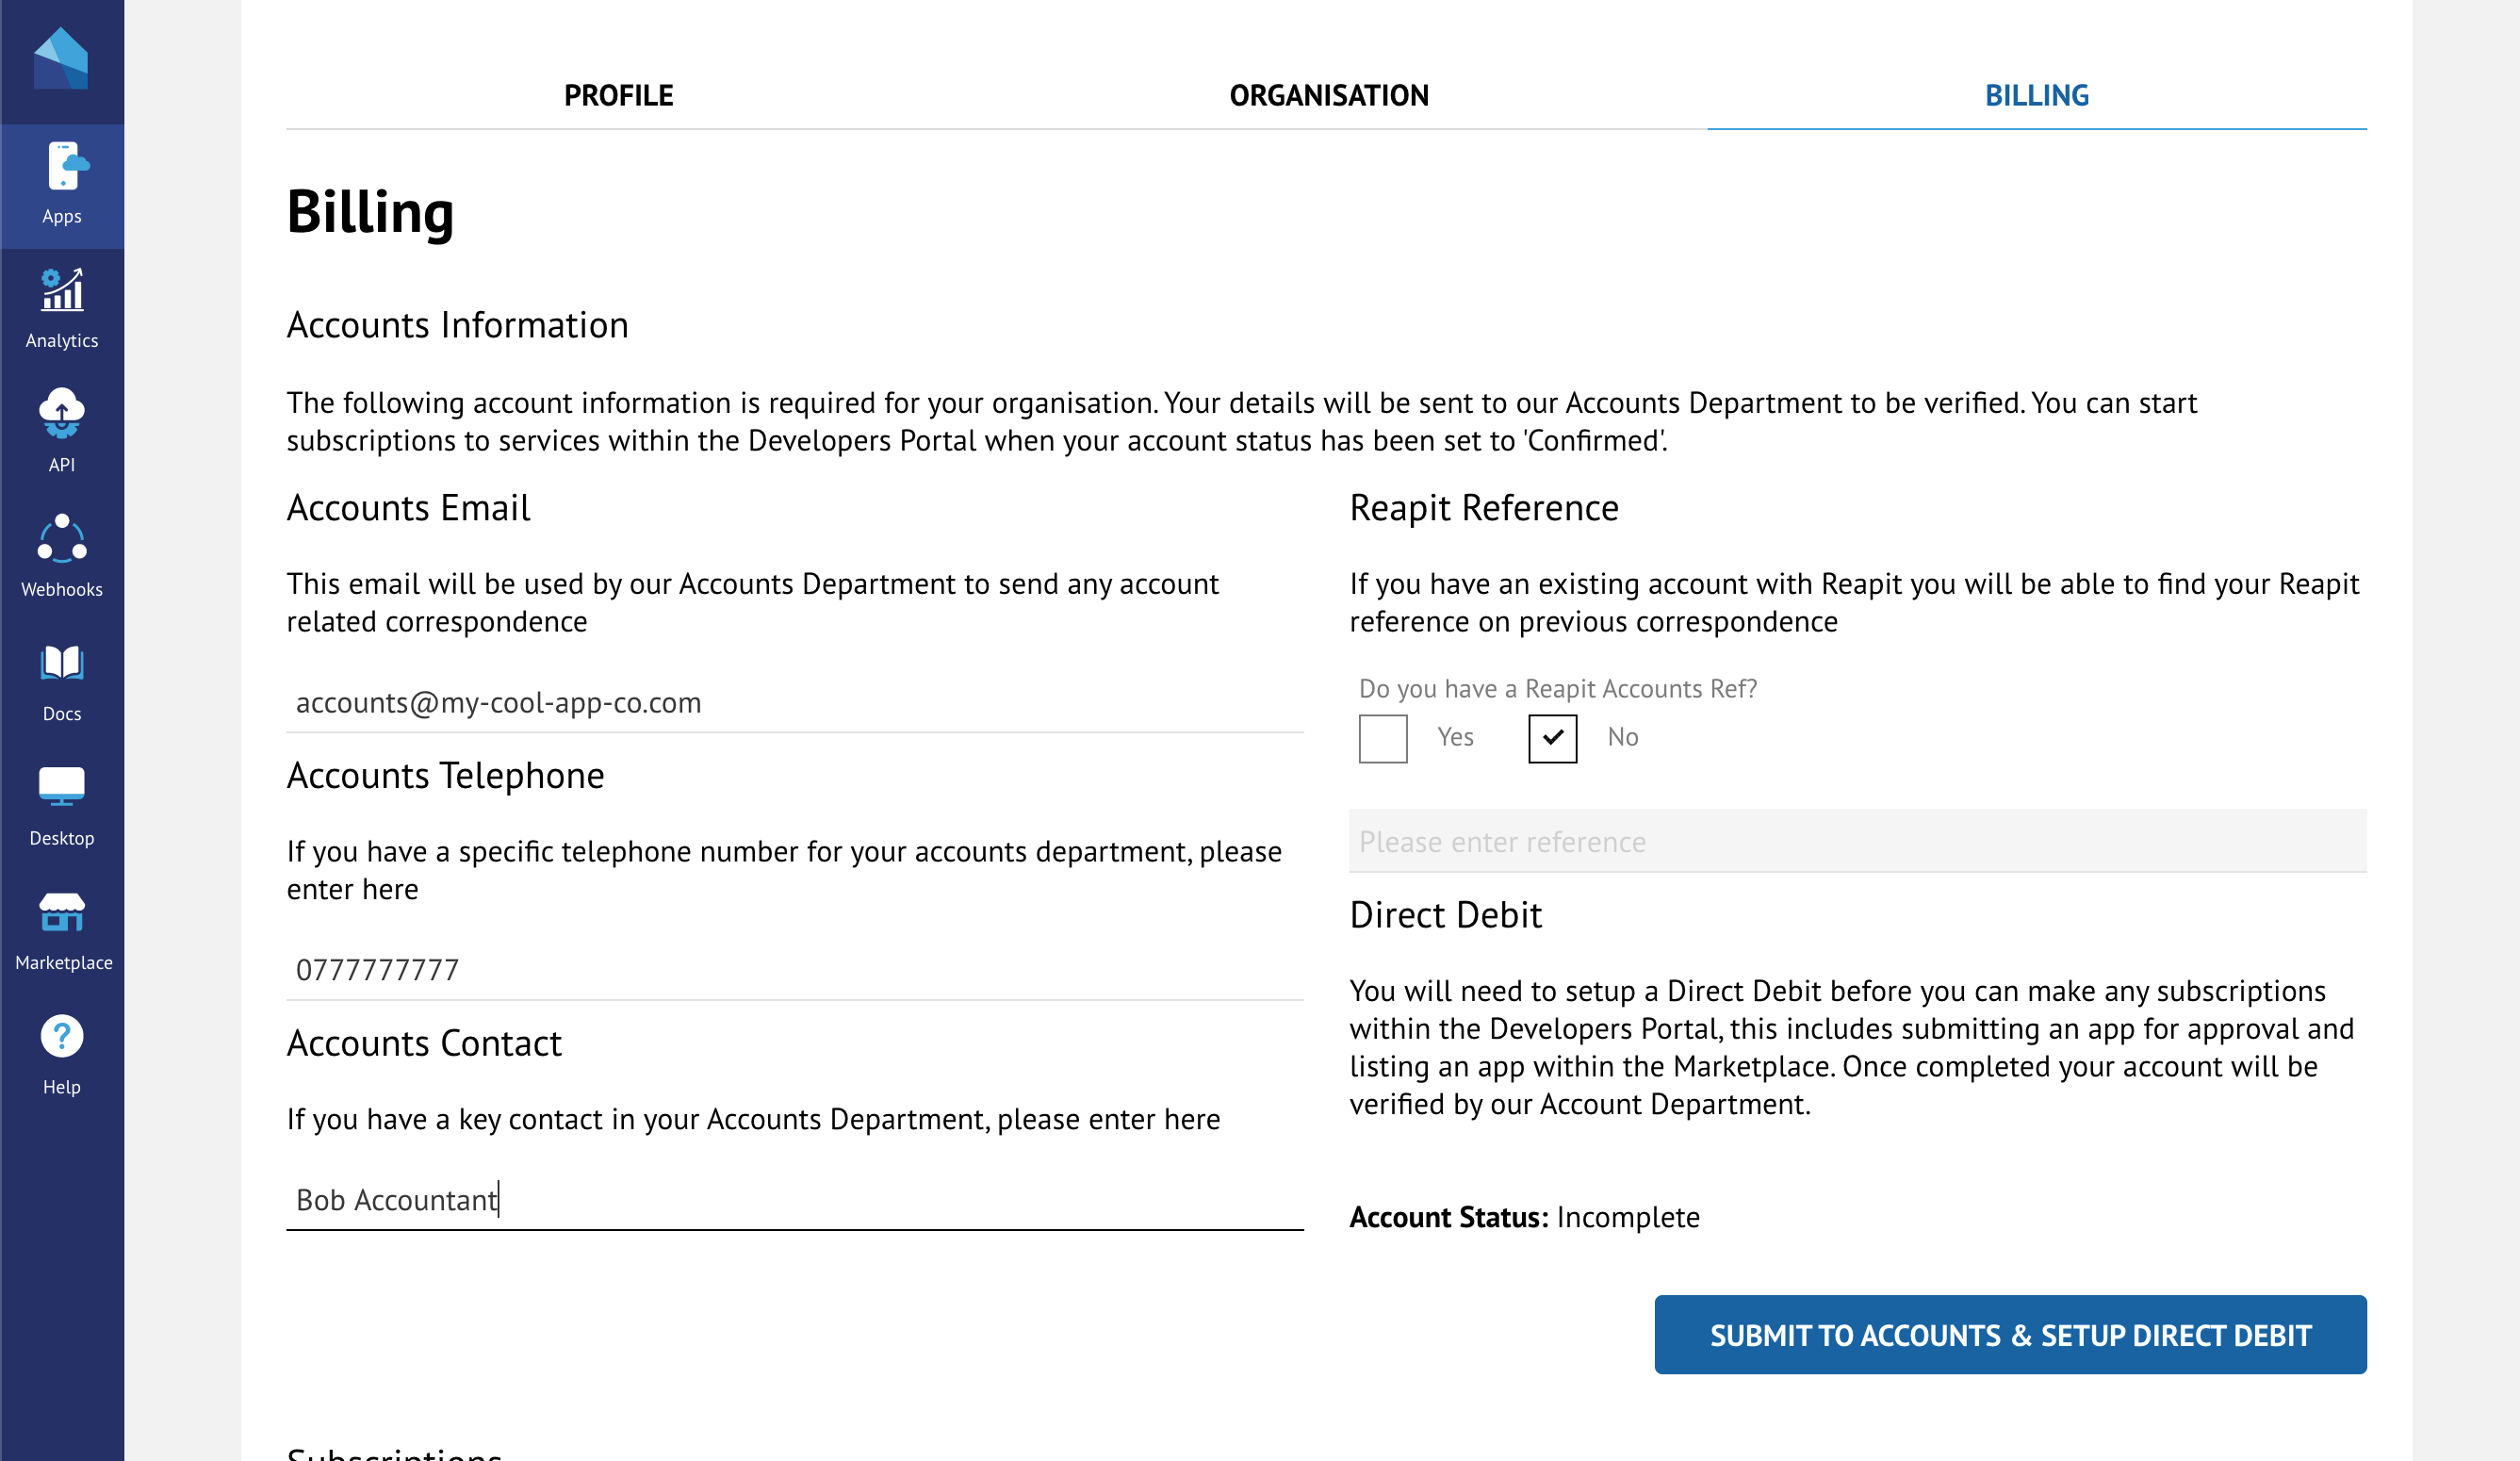 Apps
Analytics
API
Webhooks
Docs
Desktop
Marketplace
Help
PROFILE
ORGANISATION
BILLING
Billing
Accounts Information
The following account information is required for your organisation. Your details will be sent to our Accounts Department to be verified. You can start
subscriptions to services within the Developers Portal when your account status has been set to 'Confirmed'.
Accounts Email
This email will be used by our Accounts Department to send any account
related correspondence
accounts@my-cool-app-co.com
Accounts Telephone
If you have a specific telephone number for your accounts department, please
enter here
0777777777
Accounts Contact
If you have a key contact in your Accounts Department, please enter here
Bob Accountant
Reapit Reference
If you have an existing account with Reapit you will be able to find your Reapit
reference on previous correspondence
Do you have a Reapit Accounts Ref?
Yes
No
Please enter reference
Direct Debit
You will need to setup a Direct Debit before you can make any subscriptions
within the Developers Portal, this includes submitting an app for approval and
listing an app within the Marketplace. Once completed your account will be
verified by our Account Department.
Account Status: Incomplete
SUBMIT TO ACCOUNTS & SETUP DIRECT DEBIT
Subscriptions